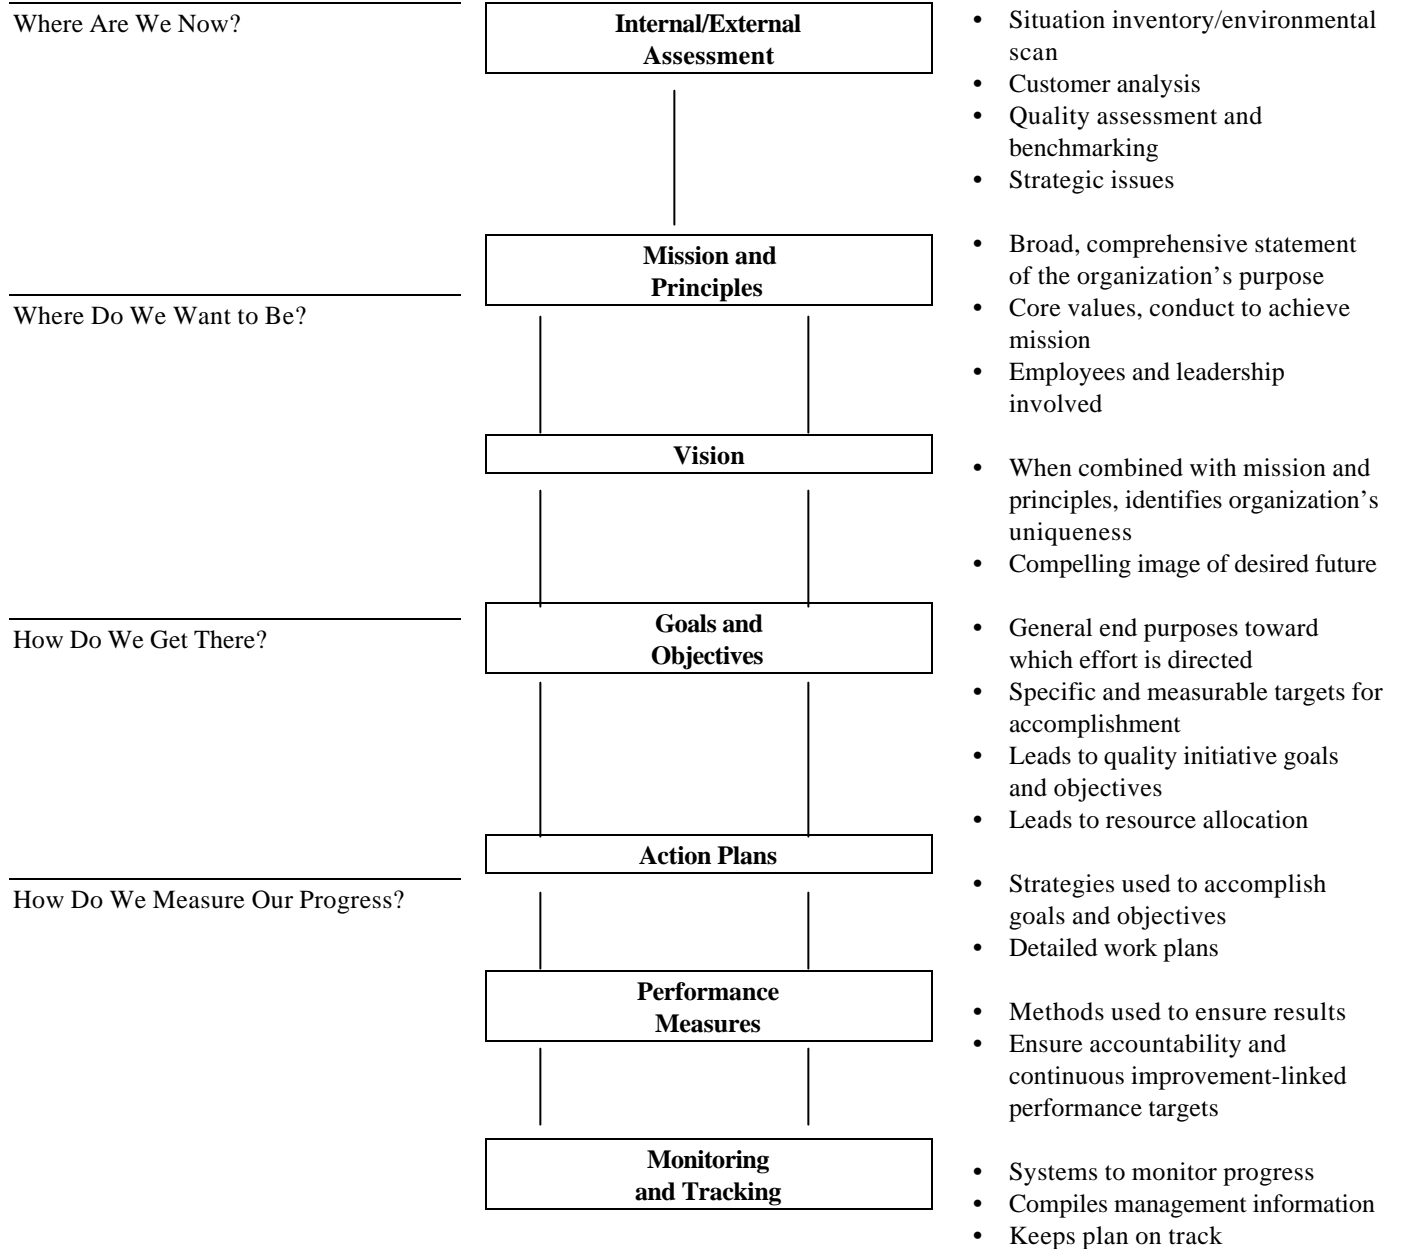 Where Are We Now?
Internal/External
Assessment
• Situation inventory/environmental
scan
• Customer analysis
• Quality assessment and
benchmarking
• Strategic issues
Mission and
Principles
• Broad, comprehensive statement
of the organization’s purpose
• Core values, conduct to achieve
mission
• Employees and leadership
involved
Where Do We Want to Be?
Vision
• When combined with mission and
principles, identifies organization’s
uniqueness
• Compelling image of desired future
How Do We Get There?
Goals and
Objectives
• General end purposes toward
which effort is directed
• Specific and measurable targets for
accomplishment
• Leads to quality initiative goals
and objectives
• Leads to resource allocation
Action Plans
• Strategies used to accomplish
goals and objectives
• Detailed work plans
How Do We Measure Our Progress?
Performance
Measures
• Methods used to ensure results
• Ensure accountability and
continuous improvement-linked
performance targets
Monitoring
and Tracking
• Systems to monitor progress
• Compiles management information
• Keeps plan on track